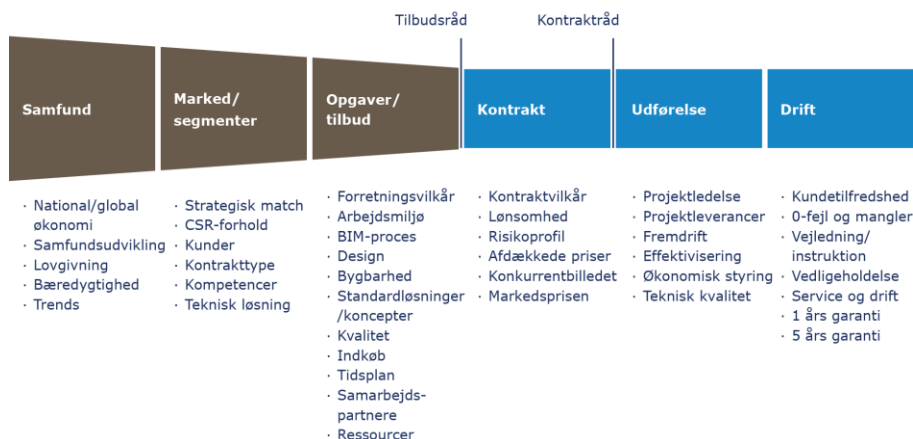 Tilbudsråd
Kontraktråd
Samfund
Marked/
segmenter
Opgaver/
tilbud
Kontrakt
Udførelse
Drift
· National/global
økonomi
· Samfundsudvikling
· Lovgivning
· Bæredygtighed
· Trends
· Strategisk match
· CSR-forhold
· Kunder
· Kontrakttype
· Kompetencer
· Teknisk løsning
· Forretningsvilkår
· Arbejdsmiljø
· BIM-proces
· Design
· Bygbarhed
· Standardløsninger
/koncepter
· Kvalitet
· Indkøb
· Tidsplan
· Samarbejds-
partnere
· Ressourcer
· Kontraktvilkår
· Lønsomhed
· Risikoprofil
· Afdækkede priser
· Konkurrentbilledet
· Markedsprisen
· Projektledelse
· Projektleverancer
· Fremdrift
· Effektivisering
· Økonomisk styring
· Teknisk kvalitet
· Kundetilfredshed
· 0-fejl og mangler
· Vejledning/
instruktion
· Vedligeholdelse
· Service og drift
· 1 års garanti
· 5 års garanti